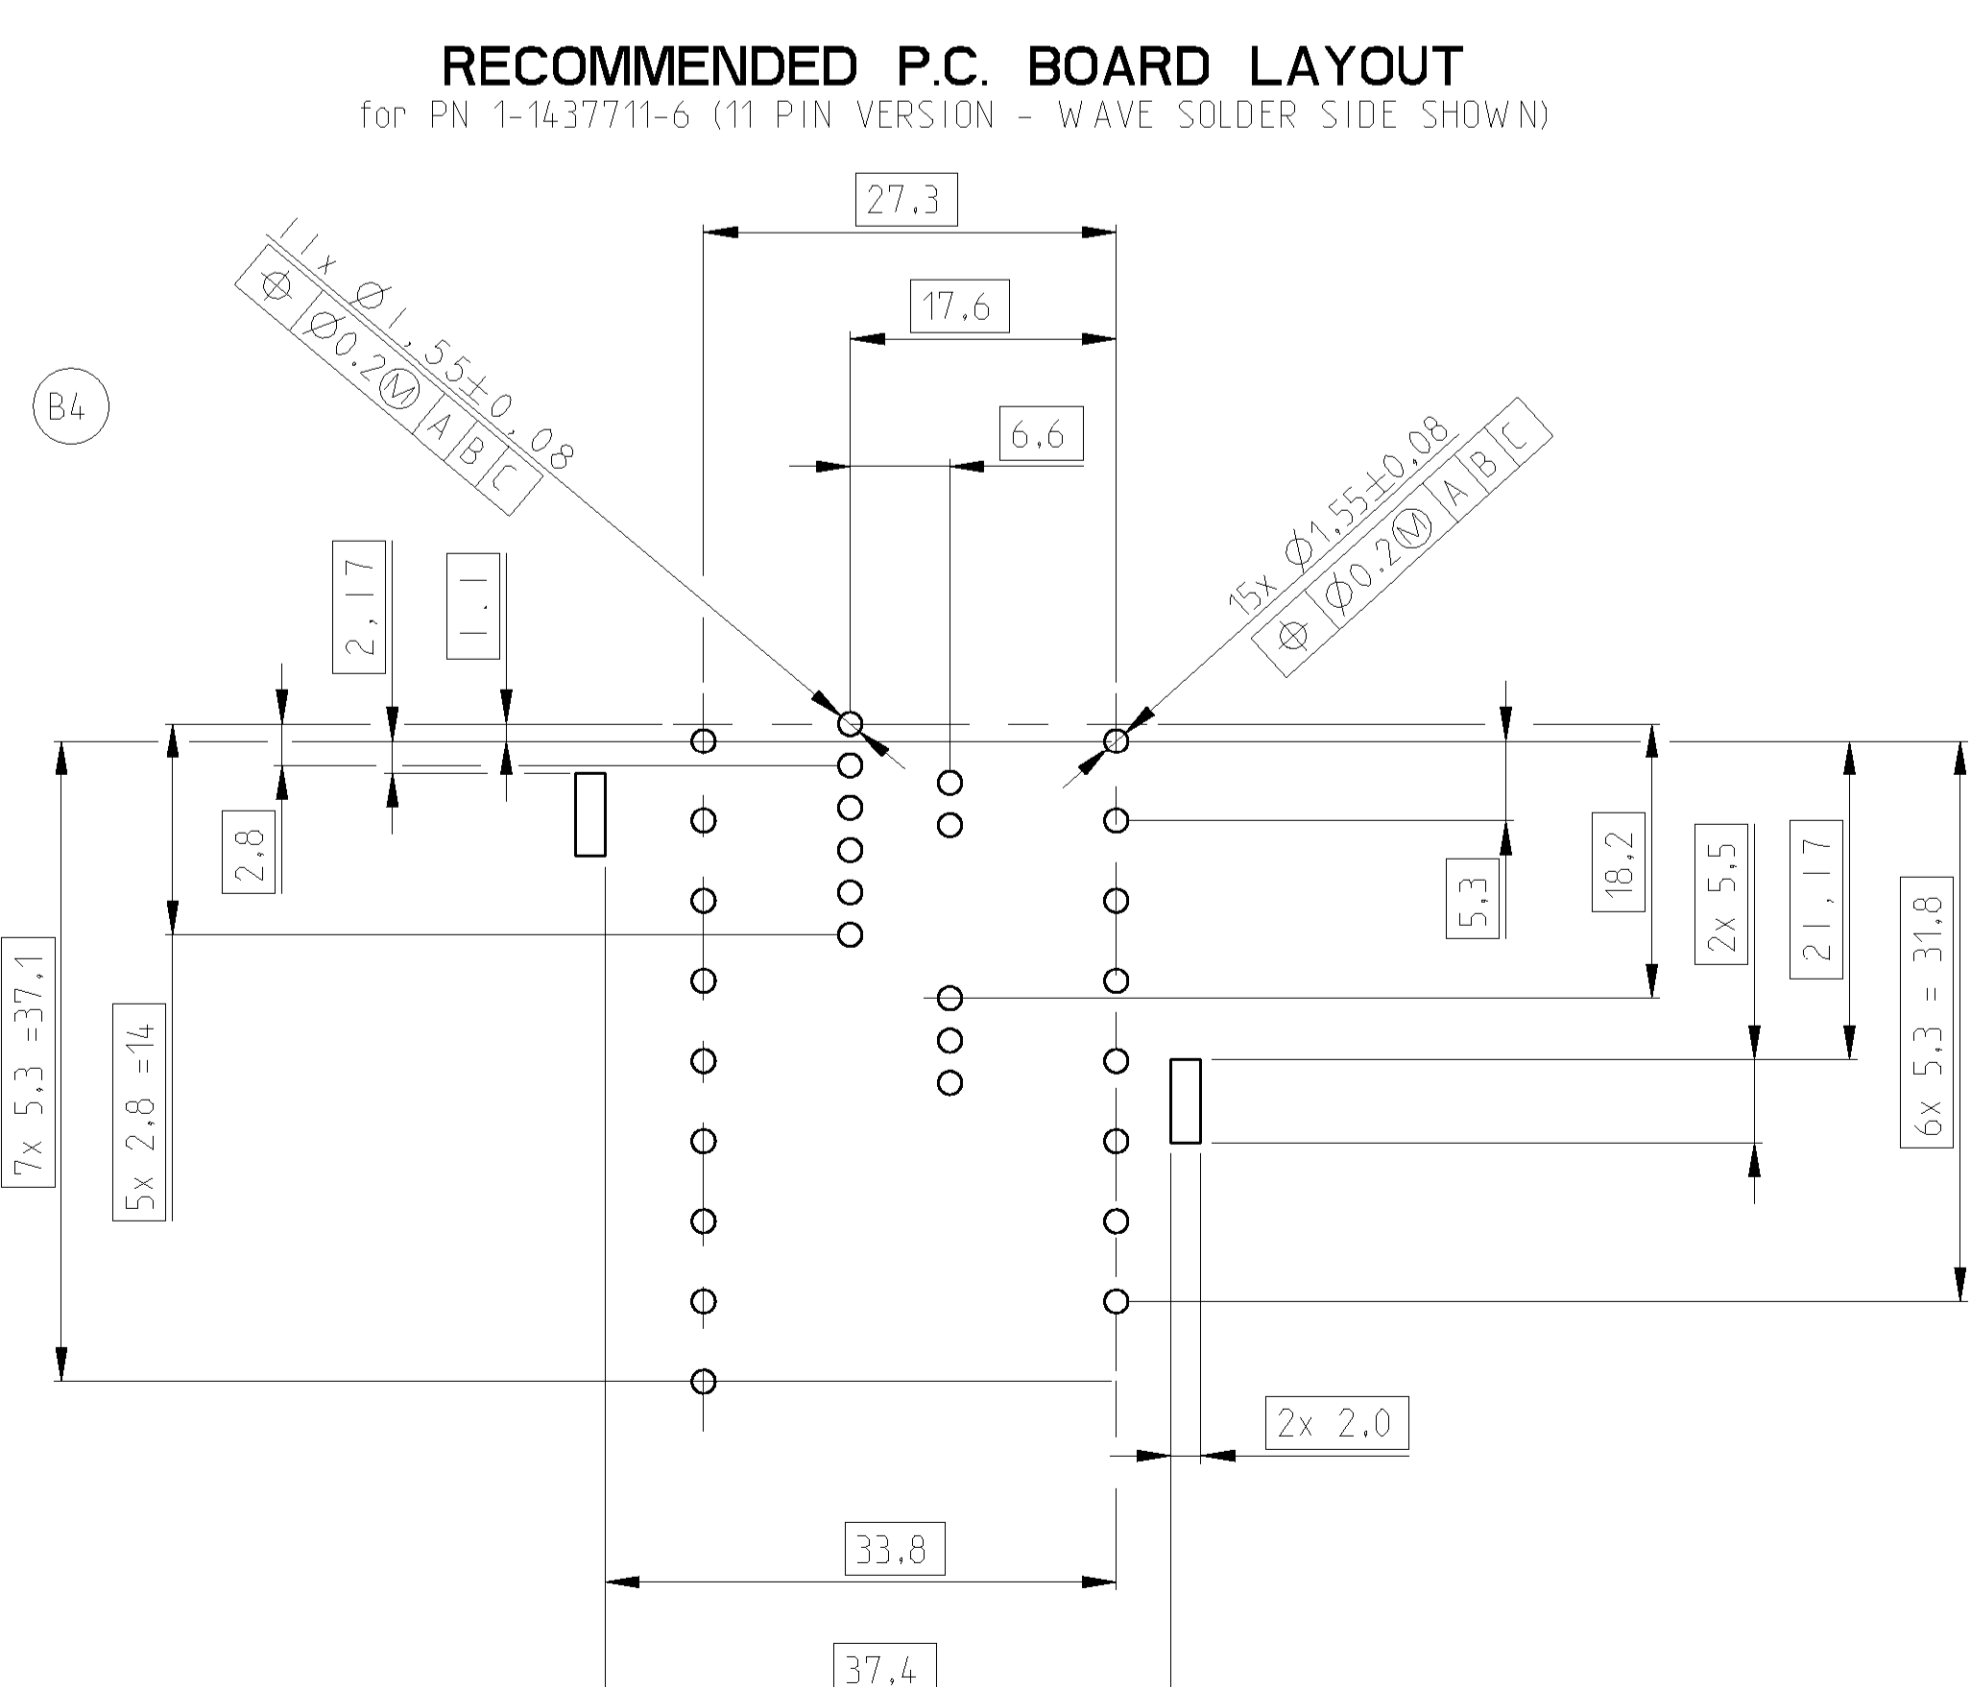 RECOMMENDED P.C. BOARD LAYOUT
for PN 1-1437711-6 (11 PIN VERSION - WAVE SOLDER SIDE SHOWN)
27,3
17,6
6,6
11x Ø1,55±0,08
⌖ Ø0.2Ⓜ A B C
B4
15x Ø1,55±0,08
⌖ Ø0.2Ⓜ A B C
2,17
1.1
2,8
5,3
18,2
2x 5,5
21,17
6x 5,3 = 31,8
7x 5,3 =37,1
5x 2,8 =14
2x 2,0
33,8
37,4